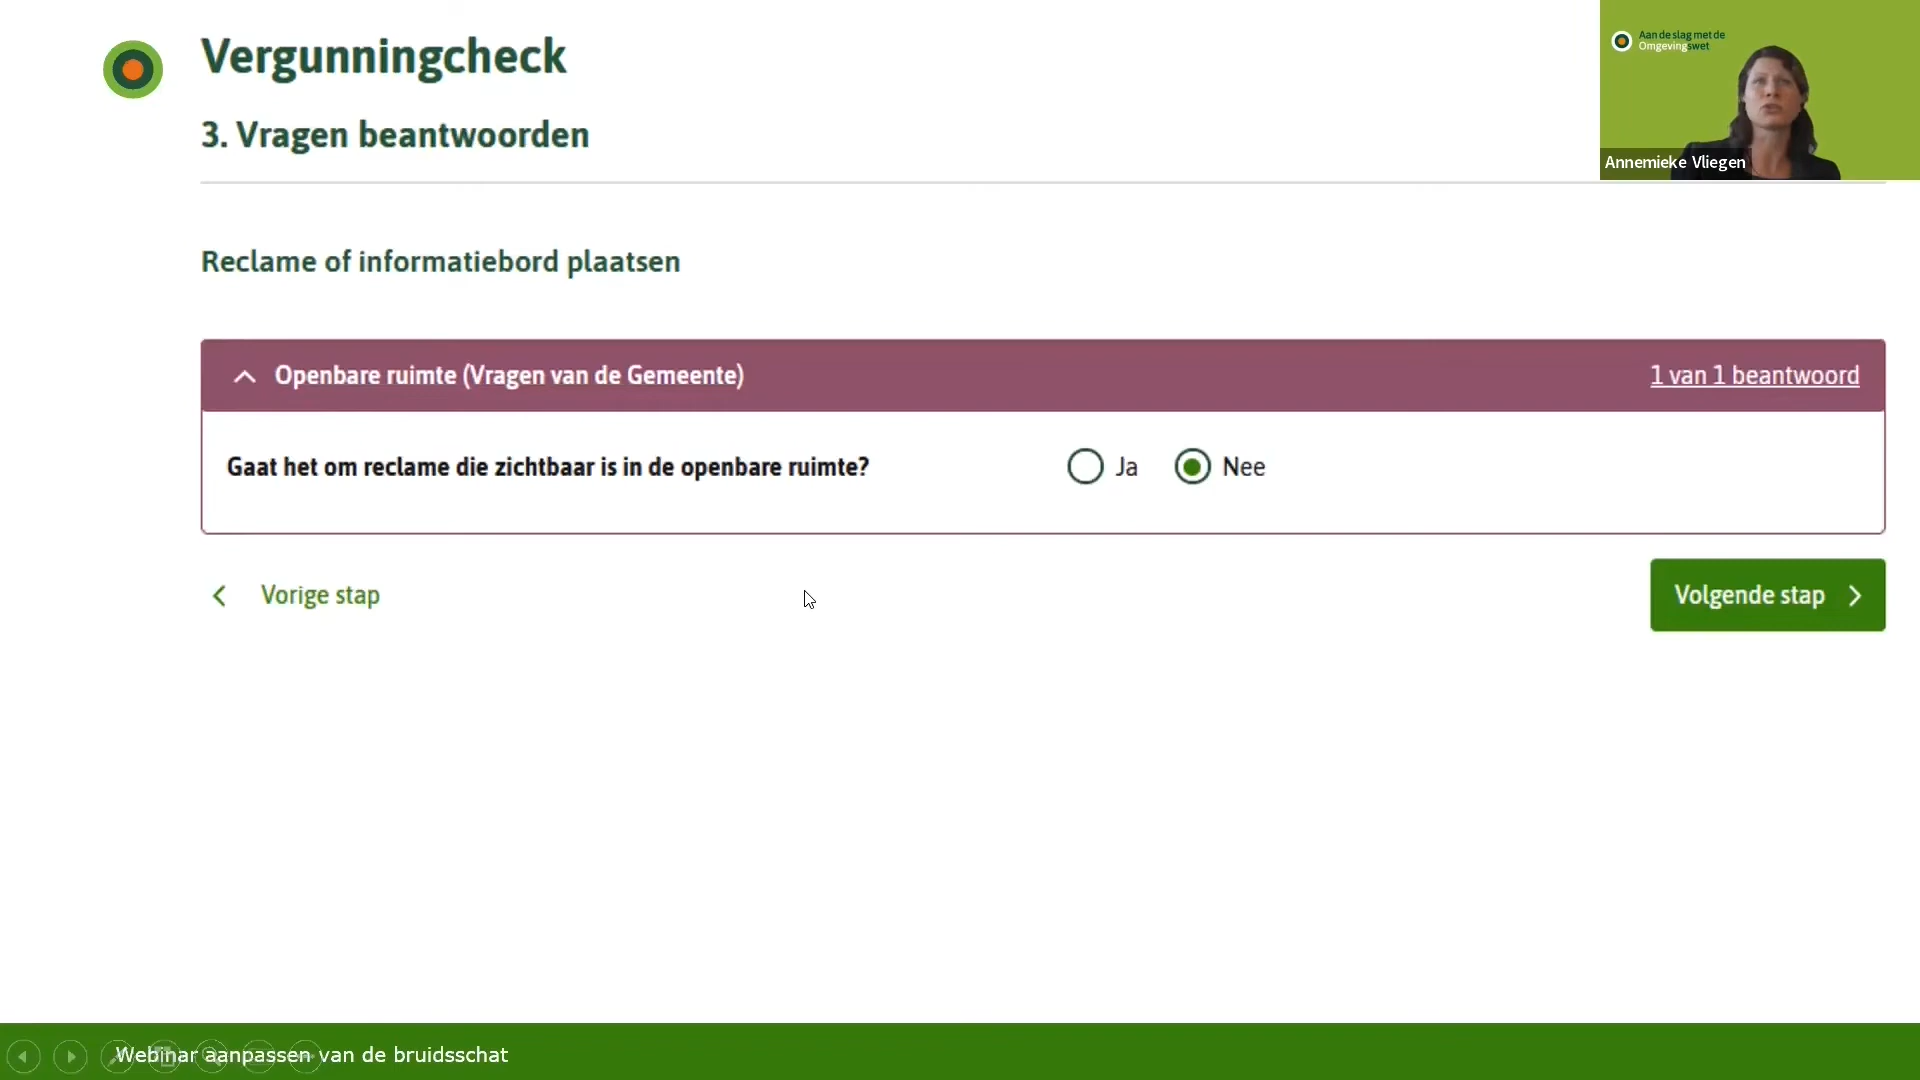 Vergunningcheck
3. Vragen beantwoorden
Aan de slag met de
Omgevingswet
Annemieke Vliegen
Reclame of informatiebord plaatsen
Openbare ruimte (Vragen van de Gemeente)
1 van 1 beantwoord
Gaat het om reclame die zichtbaar is in de openbare ruimte?
Ja
Nee
Vorige stap
Volgende stap
Webinar aanpassen van de bruidsschat